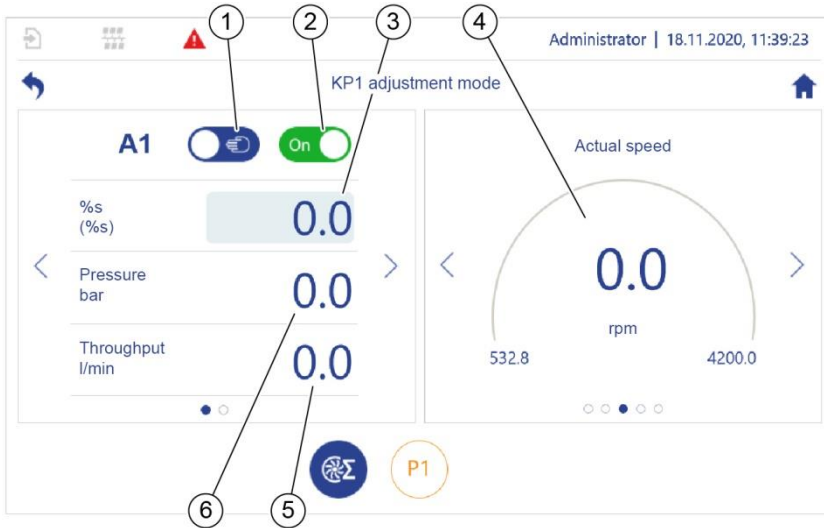 1 2 3 4
Administrator | 18.11.2020, 11:39:23
KP1 adjustment mode
A1
On
%s
(%s)
0.0
Pressure
bar
0.0
Throughput
l/min
0.0
Actual speed
0.0
rpm
532.8 4200.0
Σ
P1
6 5